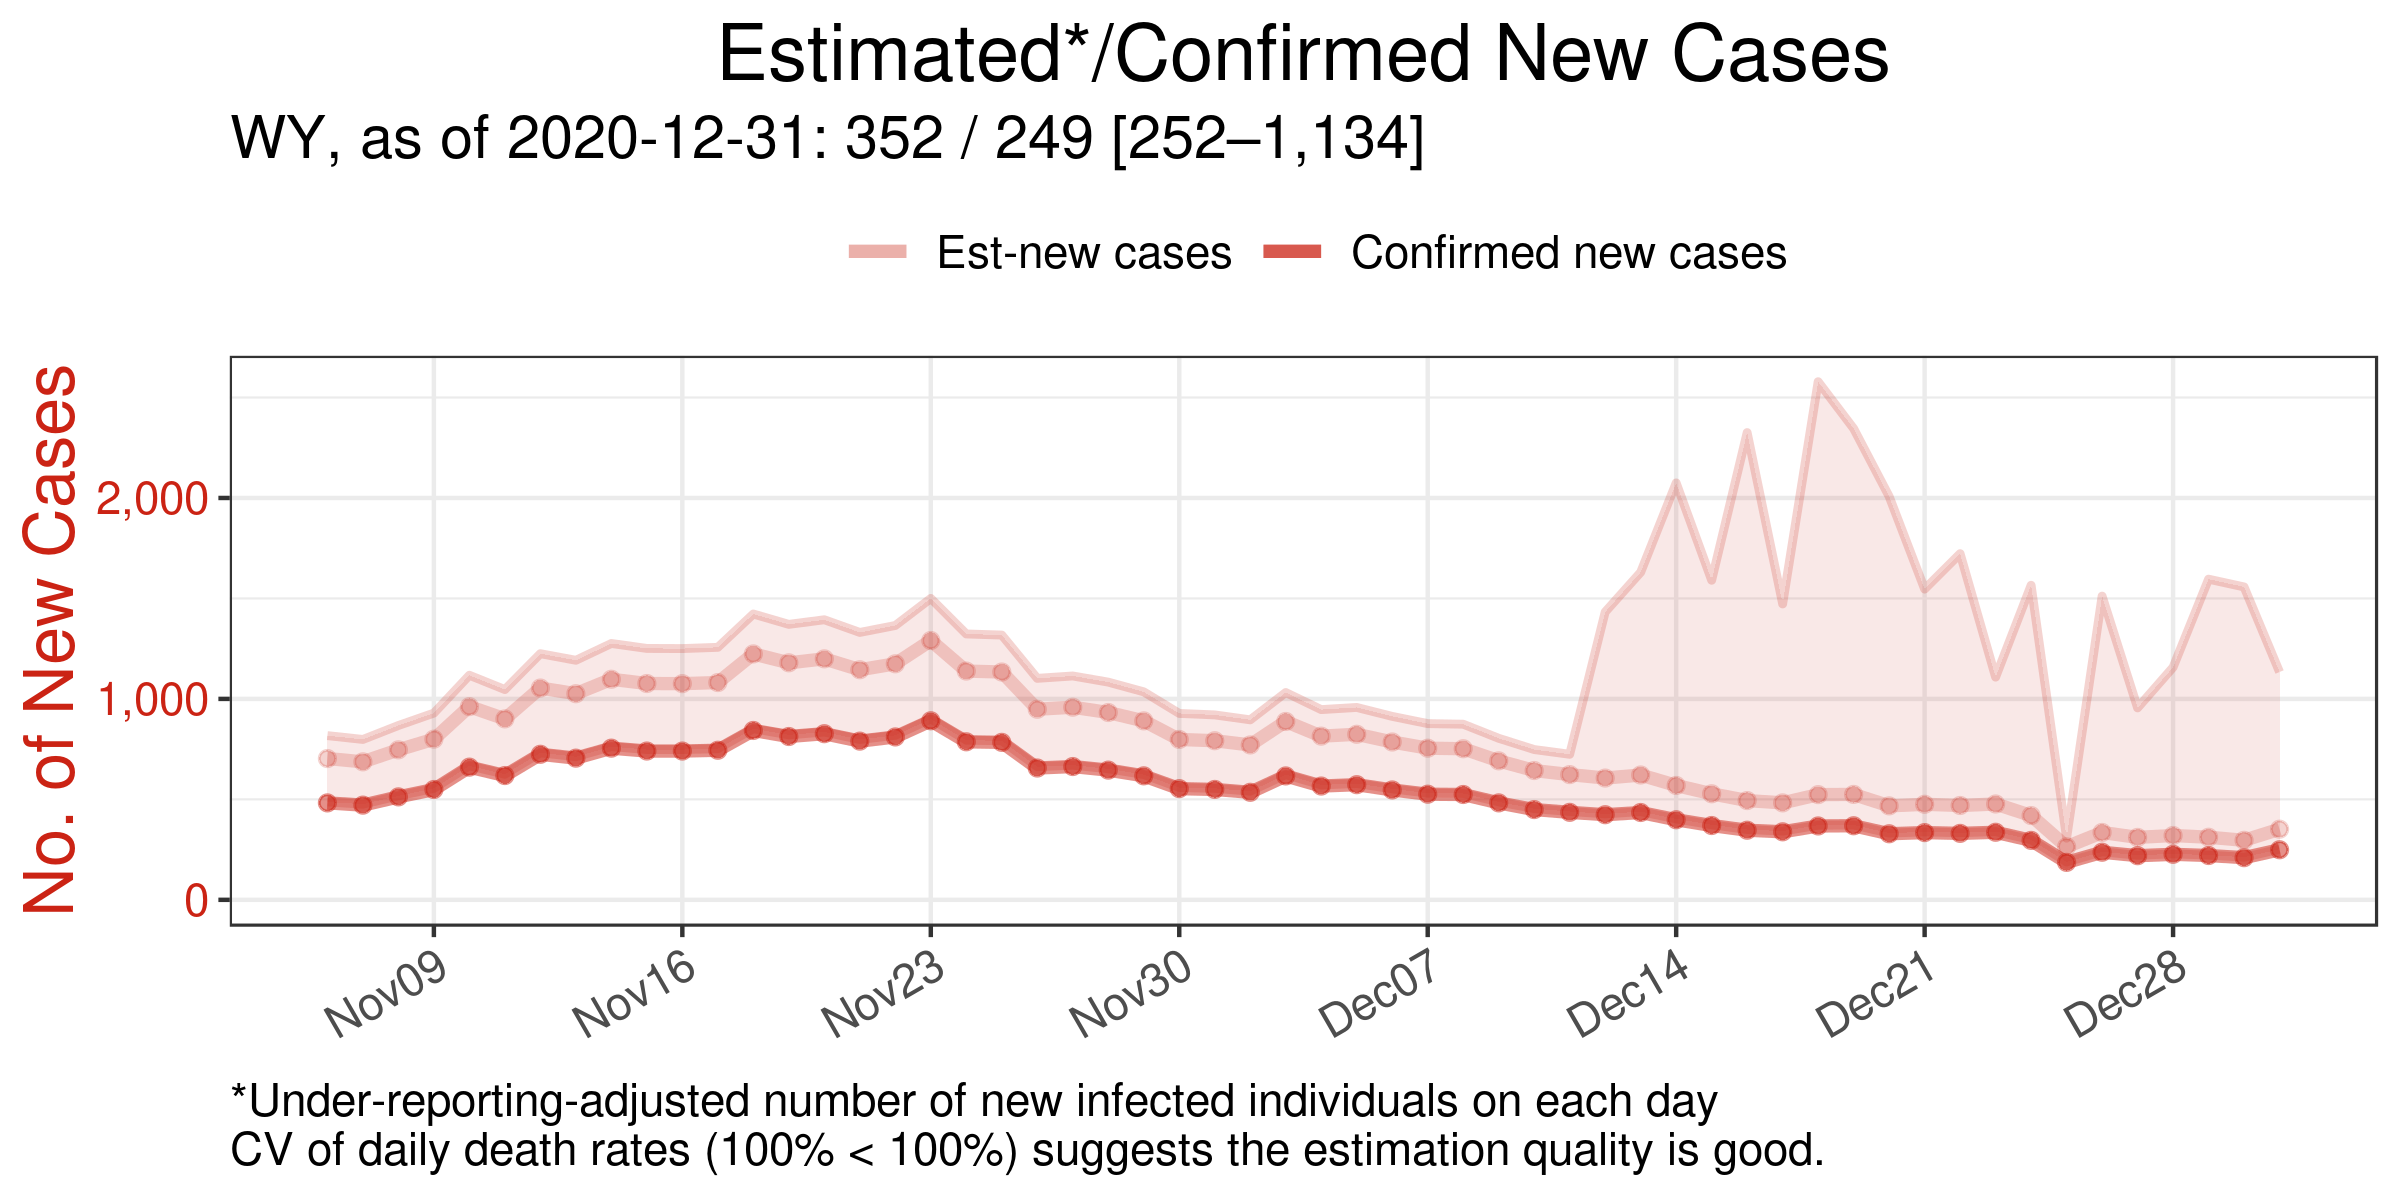 Estimated*/Confirmed New Cases
WY, as of 2020-12-31: 352 / 249 [252–1,134]
Est-new cases
Confirmed new cases
No. of New Cases
2,000
1,000
0
Nov09
Nov16
Nov23
Nov30
Dec07
Dec14
Dec21
Dec28
*Under-reporting-adjusted number of new infected individuals on each day
CV of daily death rates (100% < 100%) suggests the estimation quality is good.